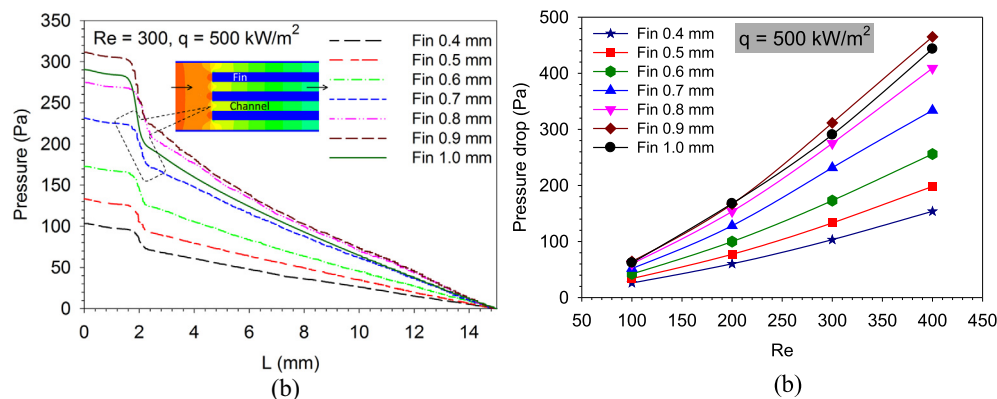 (b)
350
300
250
200
150
100
50
0
Pressure (Pa)
Re = 300, q = 500 kW/m²
Fin
Channel
Fin 0.4 mm
Fin 0.5 mm
Fin 0.6 mm
Fin 0.7 mm
Fin 0.8 mm
Fin 0.9 mm
Fin 1.0 mm
0 2 4 6 8 10 12 14
L (mm)
(b)
500
400
300
200
100
0
Pressure drop (Pa)
Fin 0.4 mm
Fin 0.5 mm
Fin 0.6 mm
Fin 0.7 mm
Fin 0.8 mm
Fin 0.9 mm
Fin 1.0 mm
q = 500 kW/m²
50 100 150 200 250 300 350 400 450
Re
(b)